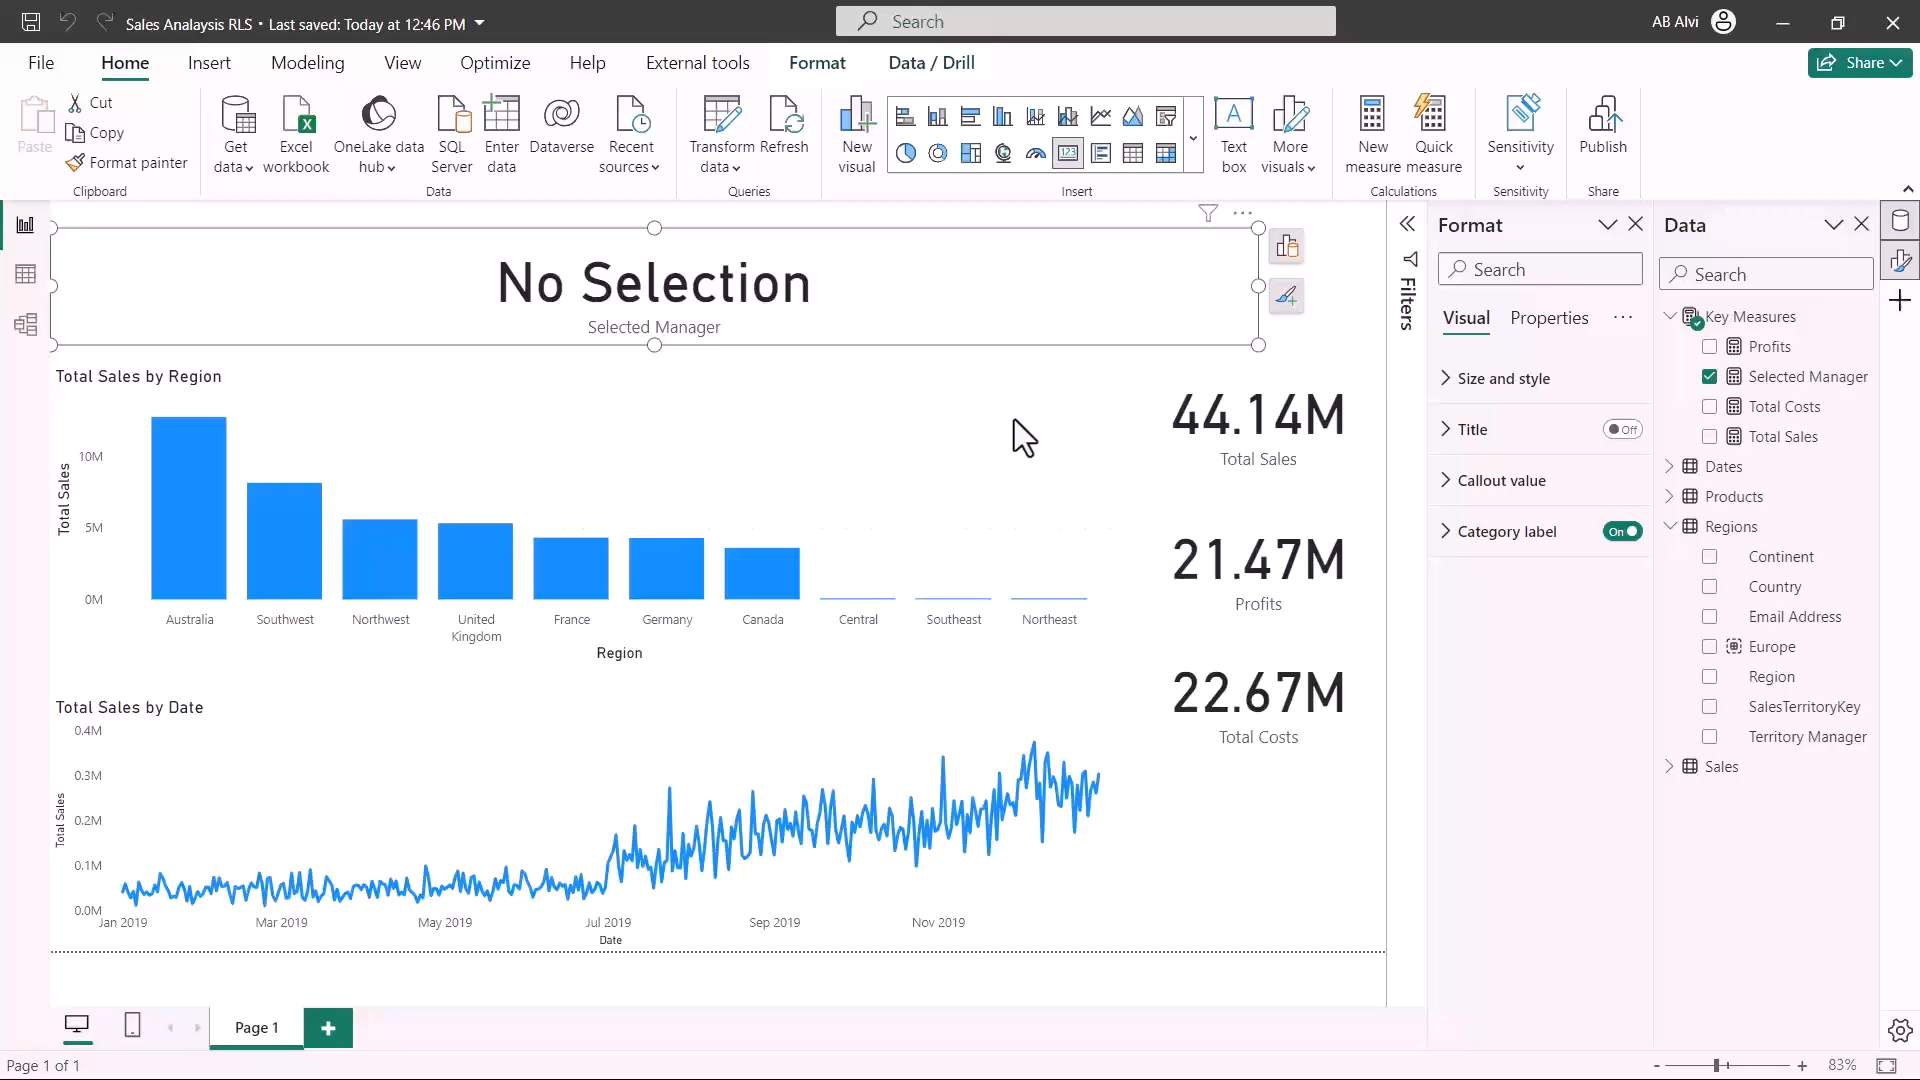 Sales Analaysis RLS • Last saved: Today at 12:46 PM
Search
AB Alvi
File
Home
Insert
Modeling
View
Optimize
Help
External tools
Format
Data / Drill
Share
Paste
Cut
Copy
Format painter
Clipboard
Get
data
Excel
workbook
OneLake data
hub
SQL
Server
Enter
data
Dataverse
Recent
sources
Data
Transform
data
Refresh
Queries
New
visual
123
Insert
A
Text
box
More
visuals
New
measure
Quick
measure
Calculations
Sensitivity
Sensitivity
Publish
Share
No Selection
Selected Manager
Total Sales by Region
Total Sales
10M
5M
0M
Australia
Southwest
Northwest
United
Kingdom
France
Germany
Canada
Central
Southeast
Northeast
Region
44.14M
Total Sales
21.47M
Profits
22.67M
Total Costs
Total Sales by Date
Total Sales
0.4M
0.3M
0.2M
0.1M
0.0M
Jan 2019
Mar 2019
May 2019
Jul 2019
Sep 2019
Nov 2019
Date
Filters
Format
Search
Visual
Properties
Size and style
Title
Off
Callout value
Category label
On
Data
Search
Key Measures
Profits
Selected Manager
Total Costs
Total Sales
Dates
Products
Regions
Continent
Country
Email Address
Europe
Region
SalesTerritoryKey
Territory Manager
Sales
Page 1
Page 1 of 1
- + 83%